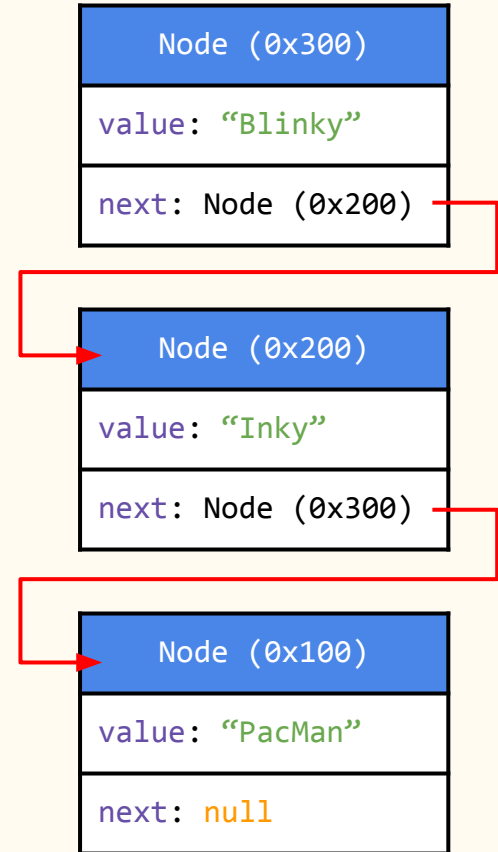 Node (0x300)
value: “Blinky”
next: Node (0x200)
Node (0x200)
value: “Inky”
next: Node (0x300)
Node (0x100)
value: “PacMan”
next: null